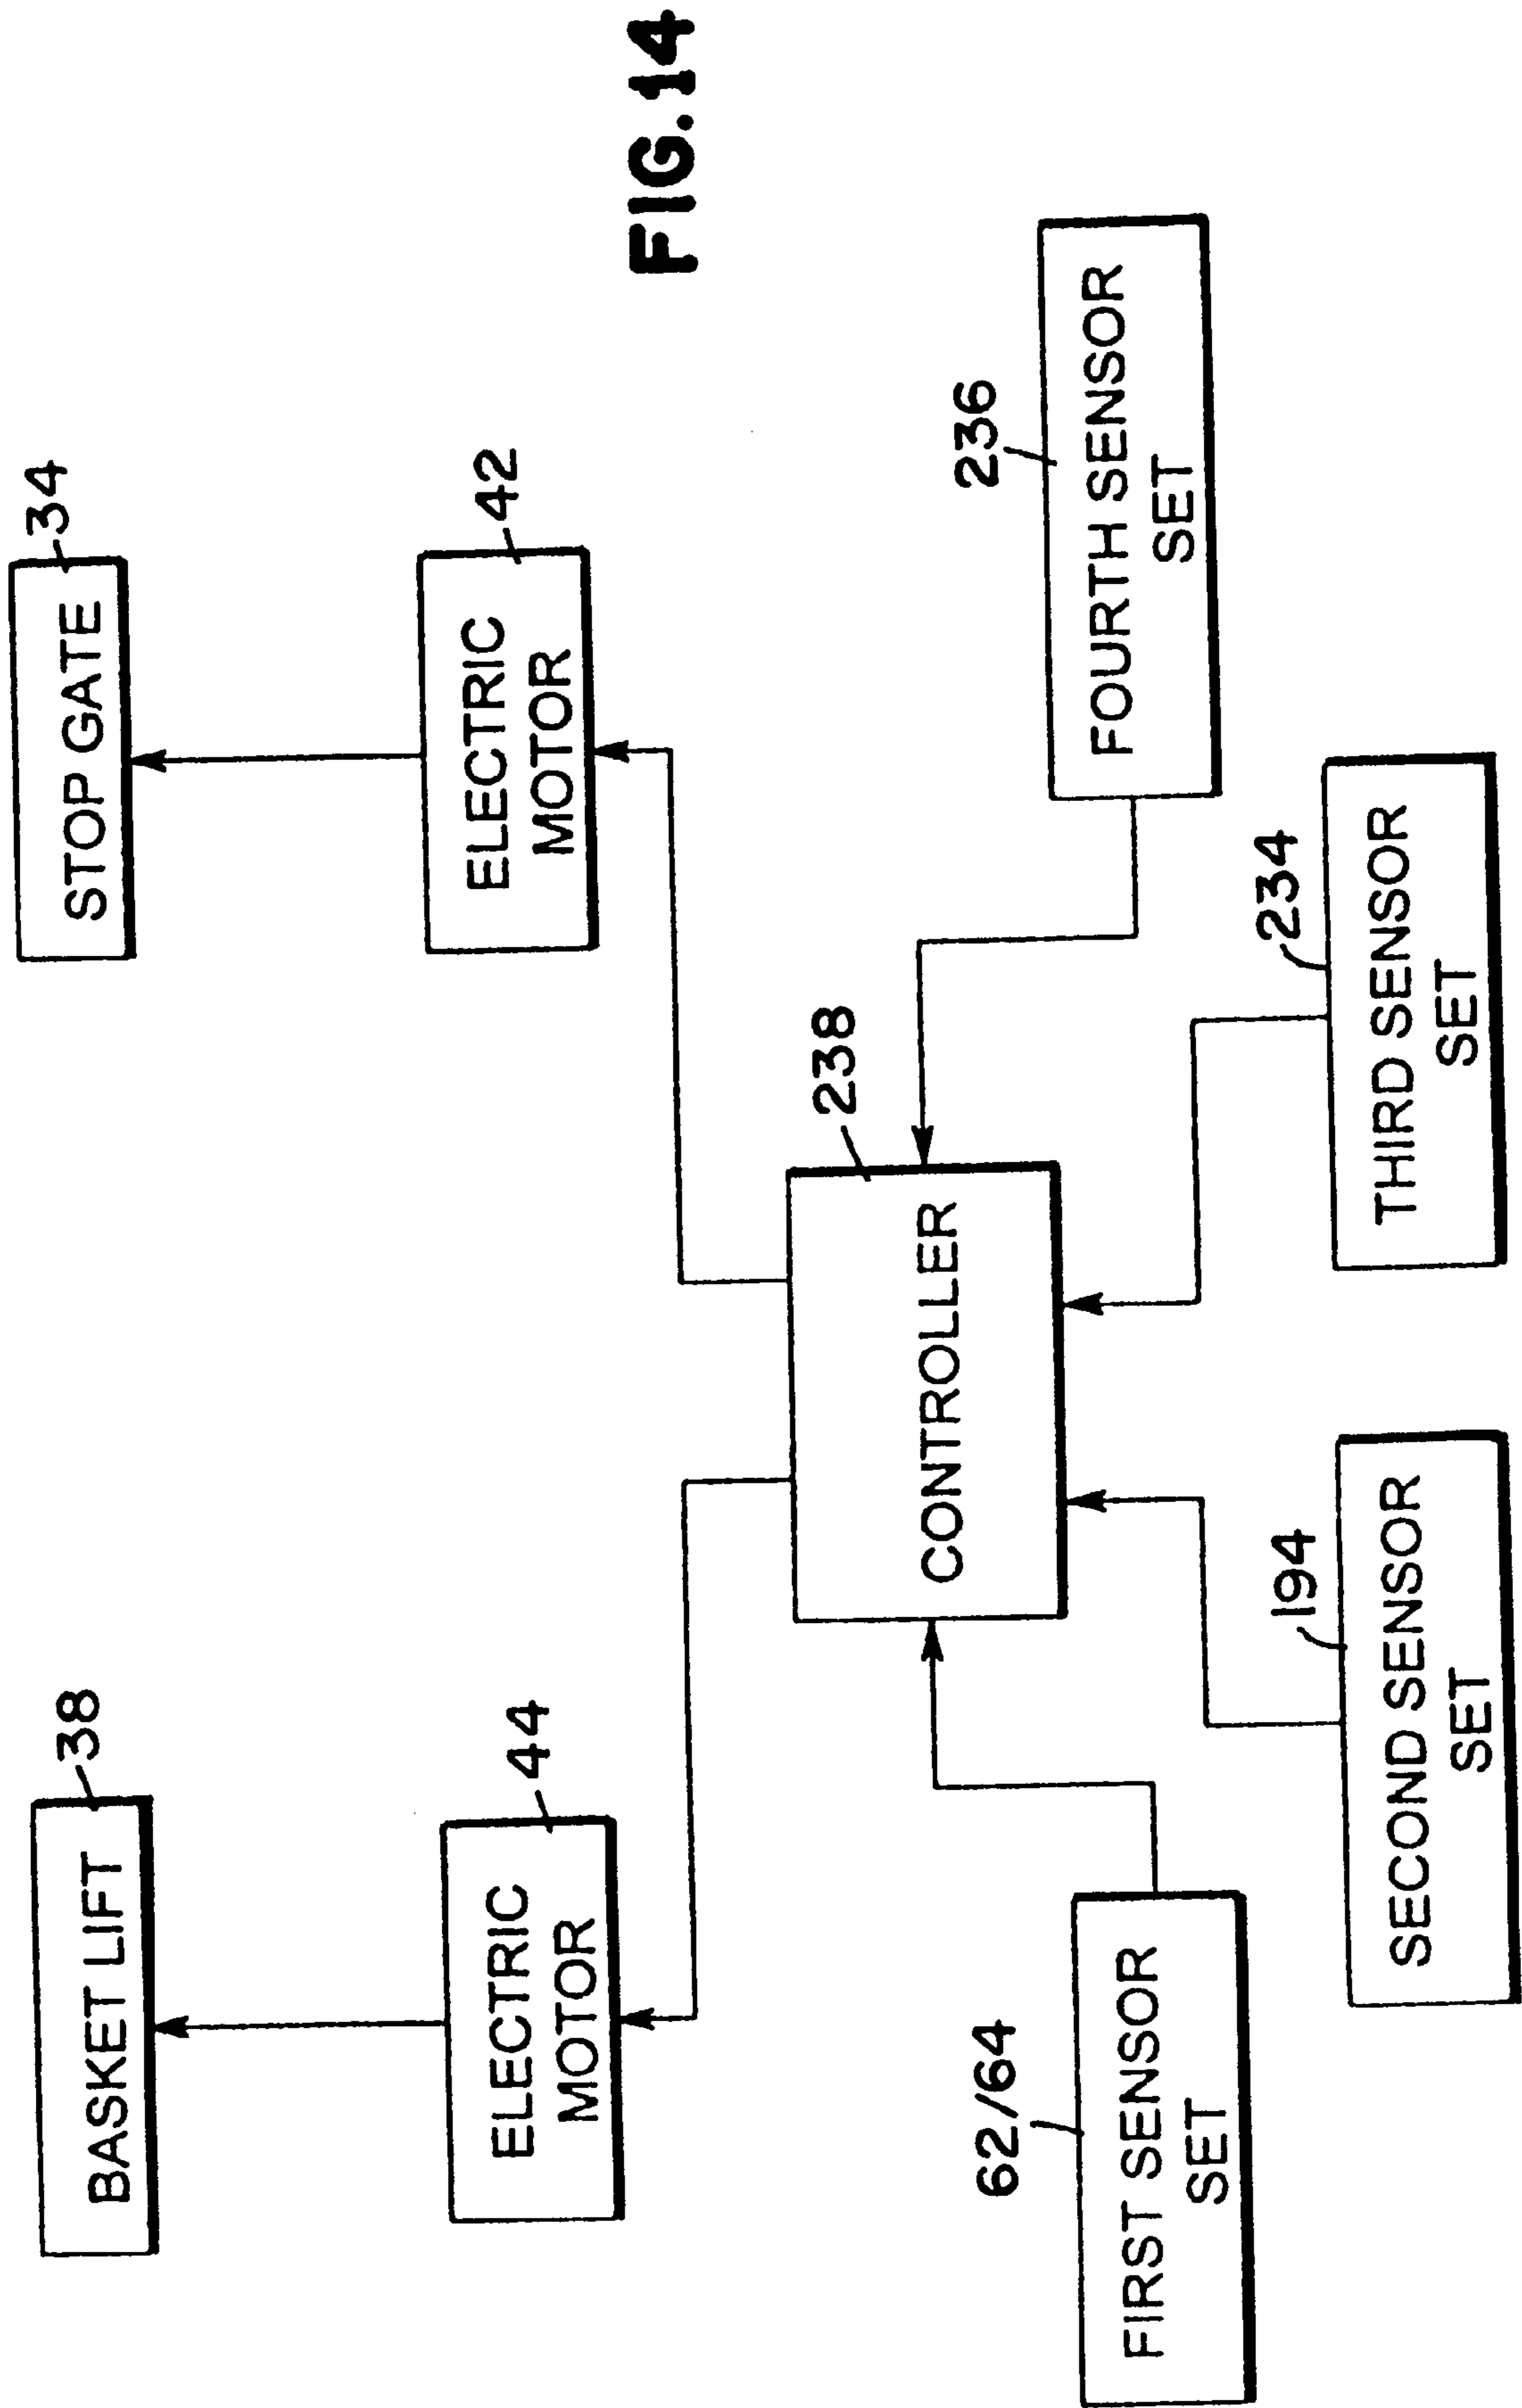 38
BASKET LIFT
34
STOP GATE
44
ELECTRIC
MOTOR
42
ELECTRIC
MOTOR
FIG. 14
238
CONTROLLER
62/64
FIRST SENSOR
SET
236
FOURTH SENSOR
SET
194
SECOND SENSOR
SET
234
THIRD SENSOR
SET